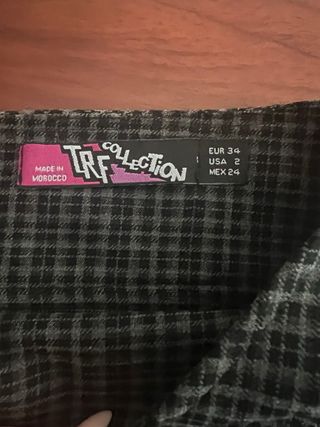 MADE IN
MOROCCO
TRF COLLECTION
EUR 34
USA 2
MEX 24